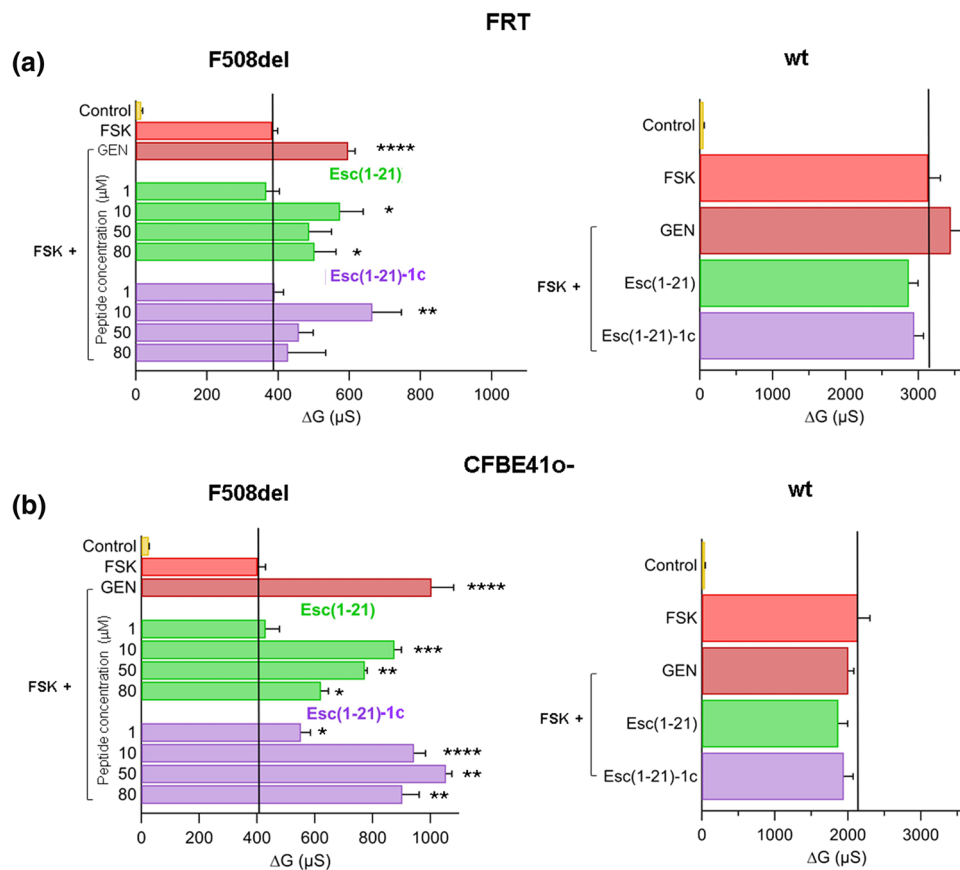 FRT
(a)
F508del
wt
Control
FSK
GEN
****
Esc(1-21)
FSK +
Peptide concentration (µM)
1
10
*
50
80
*
Esc(1-21)-1c
1
10
**
50
80
0 200 400 600 800 1000
ΔG (µS)
Control
FSK
GEN
FSK +
Esc(1-21)
Esc(1-21)-1c
0 1000 2000 3000
ΔG (µS)
CFBE41o-
(b)
F508del
wt
Control
FSK
GEN
****
Esc(1-21)
FSK +
Peptide concentration (µM)
1
10
***
50
**
80
*
Esc(1-21)-1c
1
*
10
****
50
**
80
**
0 200 400 600 800 1000
ΔG (µS)
Control
FSK
GEN
FSK +
Esc(1-21)
Esc(1-21)-1c
0 1000 2000 3000
ΔG (µS)